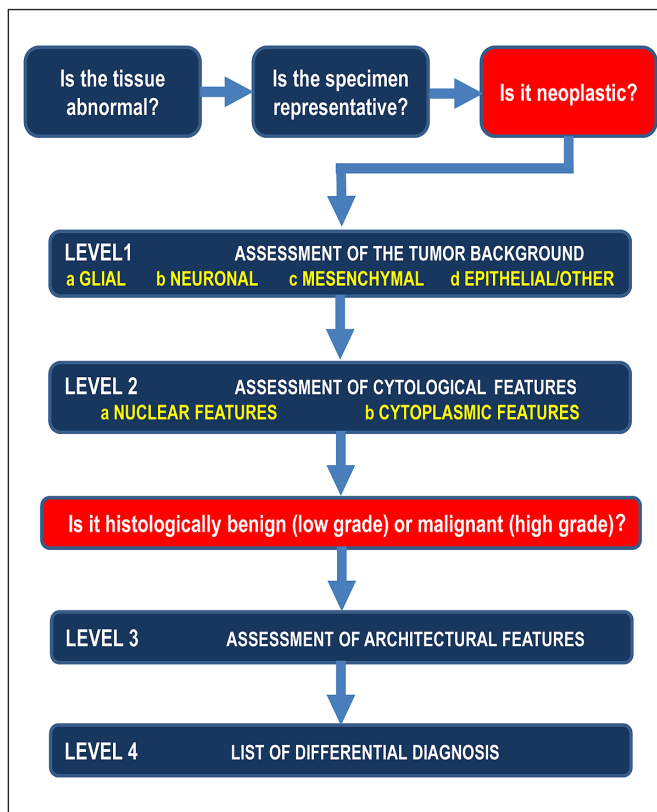 Is the tissue
abnormal?
Is the specimen
representative?
Is it neoplastic?
LEVEL1 ASSESSMENT OF THE TUMOR BACKGROUND
a GLIAL b NEURONAL c MESENCHYMAL d EPITHELIAL/OTHER
LEVEL 2 ASSESSMENT OF CYTOLOGICAL FEATURES
a NUCLEAR FEATURES b CYTOPLASMIC FEATURES
Is it histologically benign (low grade) or malignant (high grade)?
LEVEL 3 ASSESSMENT OF ARCHITECTURAL FEATURES
LEVEL 4 LIST OF DIFFERENTIAL DIAGNOSIS